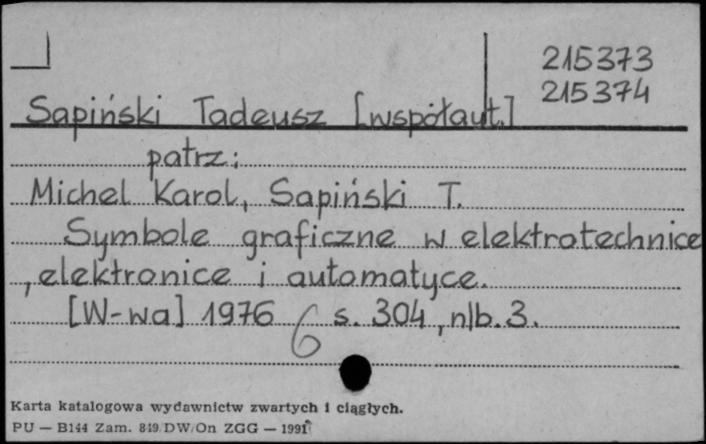 215373
215374
Sapiński Tadeusz [współaut.]
patrz:
Michel Karol, Sapiński T.
Symbole graficzne w elektrotechnice
, elektronice i automatyce.
[W-wa] 1976 s. 304, nlb. 3.
6
Karta katalogowa wydawnictw zwartych i ciągłych.
PU — B144 Zam. 849/DW/On ZGG — 1991